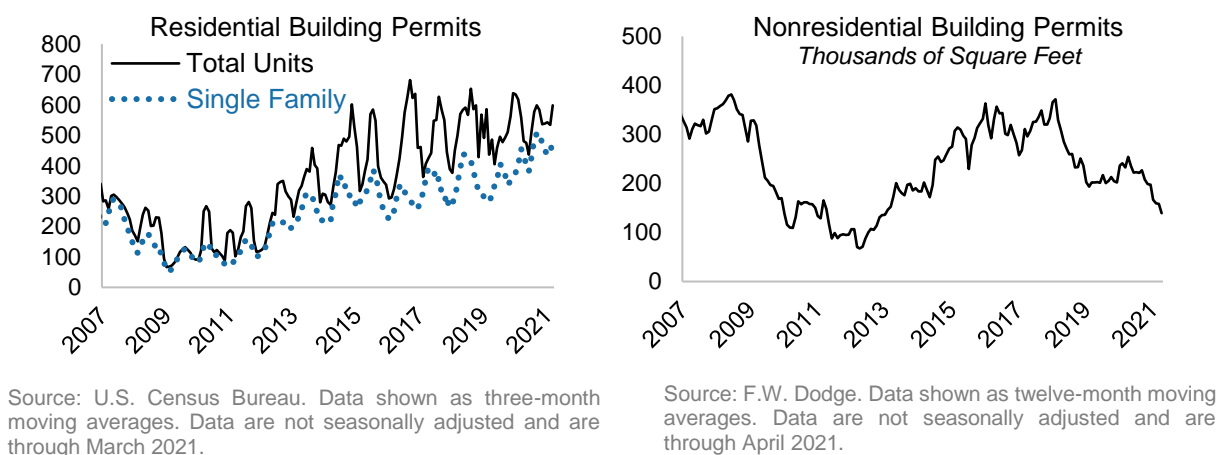 Residential Building Permits
800
700
600
500
400
300
200
100
0
Total Units
Single Family
2007
2009
2011
2013
2015
2017
2019
2021
Source: U.S. Census Bureau. Data shown as three-month
moving averages. Data are not seasonally adjusted and are
through March 2021.
Nonresidential Building Permits
Thousands of Square Feet
500
400
300
200
100
0
2007
2009
2011
2013
2015
2017
2019
2021
Source: F.W. Dodge. Data shown as twelve-month moving
averages. Data are not seasonally adjusted and are
through April 2021.